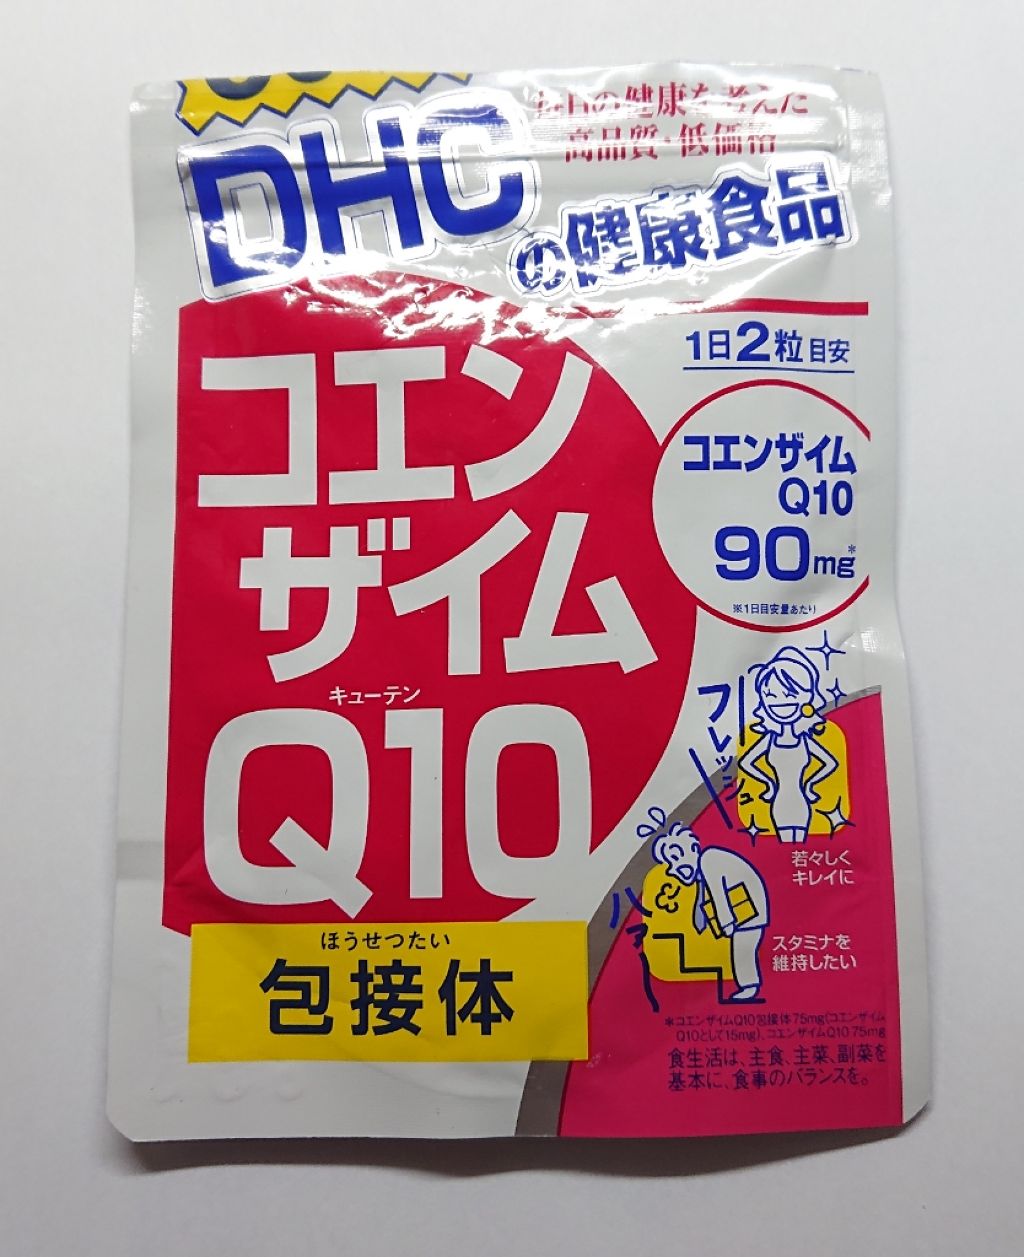 DHC
の健康食品
毎日の健康を考えた
高品質・低価格
1日2粒目安
コエンザイム
Q10
90mg*
※1日目安量あたり
コエン
ザイム
キューテン
Q10
ほうせつたい
包接体
フレッシュ
若々しく
キレイに
ハァー
スタミナを
維持したい
*コエンザイムQ10包接体75mg(コエンザイム
Q10として15mg)、コエンザイムQ10 75mg
食生活は、主食、主菜、副菜を
基本に、食事のバランスを。